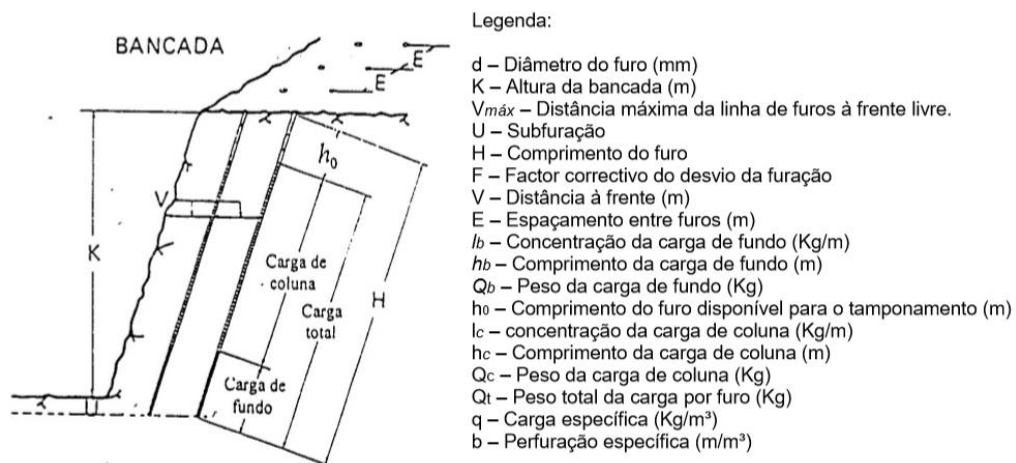 BANCADA
E
E
E
h₀
V
K
H
Carga de
coluna
Carga
total
Carga de
fundo
U
Legenda:
d – Diâmetro do furo (mm)
K – Altura da bancada (m)
Vmáx – Distância máxima da linha de furos à frente livre.
U – Subfuração
H – Comprimento do furo
F – Factor correctivo do desvio da furação
V – Distância à frente (m)
E – Espaçamento entre furos (m)
lb – Concentração da carga de fundo (Kg/m)
hb – Comprimento da carga de fundo (m)
Qb – Peso da carga de fundo (Kg)
h₀ – Comprimento do furo disponível para o tamponamento (m)
lc – concentração da carga de coluna (Kg/m)
hc – Comprimento da carga de coluna (m)
Qc – Peso da carga de coluna (Kg)
Qt – Peso total da carga por furo (Kg)
q – Carga específica (Kg/m³)
b – Perfuração específica (m/m³)